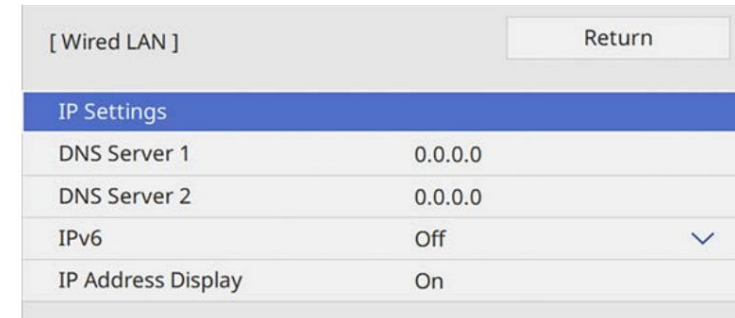 [ Wired LAN ] Return
IP Settings
DNS Server 1 0.0.0.0
DNS Server 2 0.0.0.0
IPv6 Off
IP Address Display On